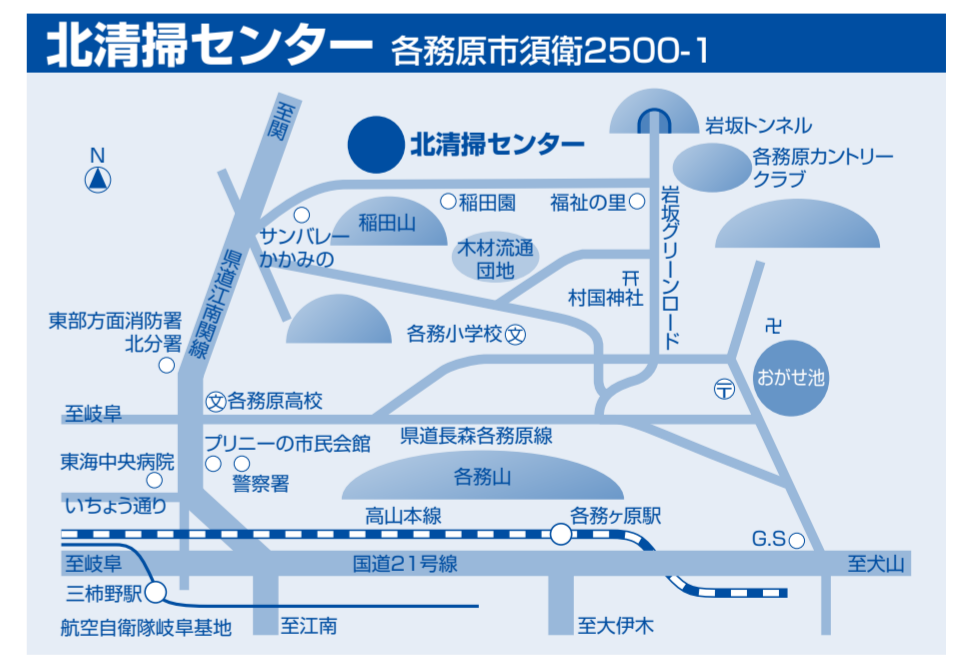 北清掃センター 各務原市須衛2500-1
至関
北清掃センター
岩坂トンネル
N
各務原カントリー
クラブ
稲田園
福祉の里
岩坂グリーンロード
稲田山
サンバレー
かかみの
木材流通
団地
県道江南関線
村国神社
東部方面消防署
北分署
各務小学校
文
卍
おがせ池
〒
文
各務原高校
至岐阜
県道長森各務原線
プリニーの市民会館
東海中央病院
警察署
各務山
いちょう通り
高山本線
各務ヶ原駅
G.S
至岐阜
国道21号線
至犬山
三柿野駅
航空自衛隊岐阜基地
至江南
至大伊木